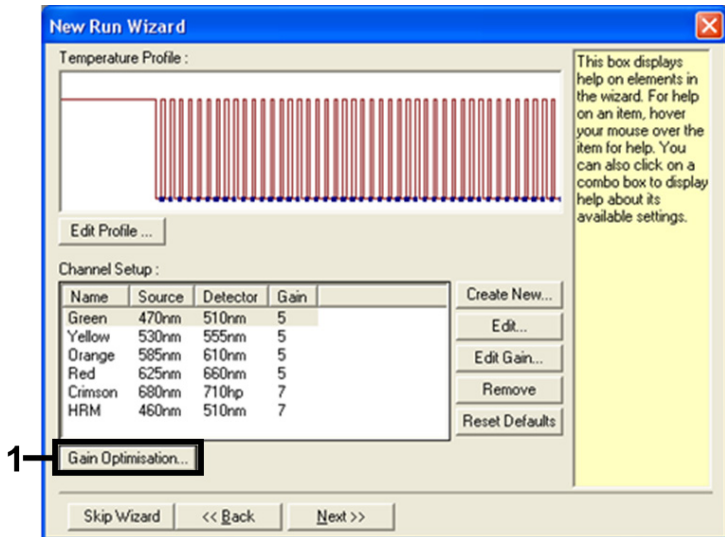 New Run Wizard
Temperature Profile :
Edit Profile ...
Channel Setup :
Name Source Detector Gain
Green 470nm 510nm 5
Yellow 530nm 555nm 5
Orange 585nm 610nm 5
Red 625nm 660nm 5
Crimson 680nm 710hp 7
HRM 460nm 510nm 7
Create New...
Edit...
Edit Gain...
Remove
Reset Defaults
1
Gain Optimisation...
Skip Wizard
<< Back
Next >>
This box displays
help on elements in
the wizard. For help
on an item, hover
your mouse over the
item for help. You
can also click on a
combo box to display
help about its
available settings.